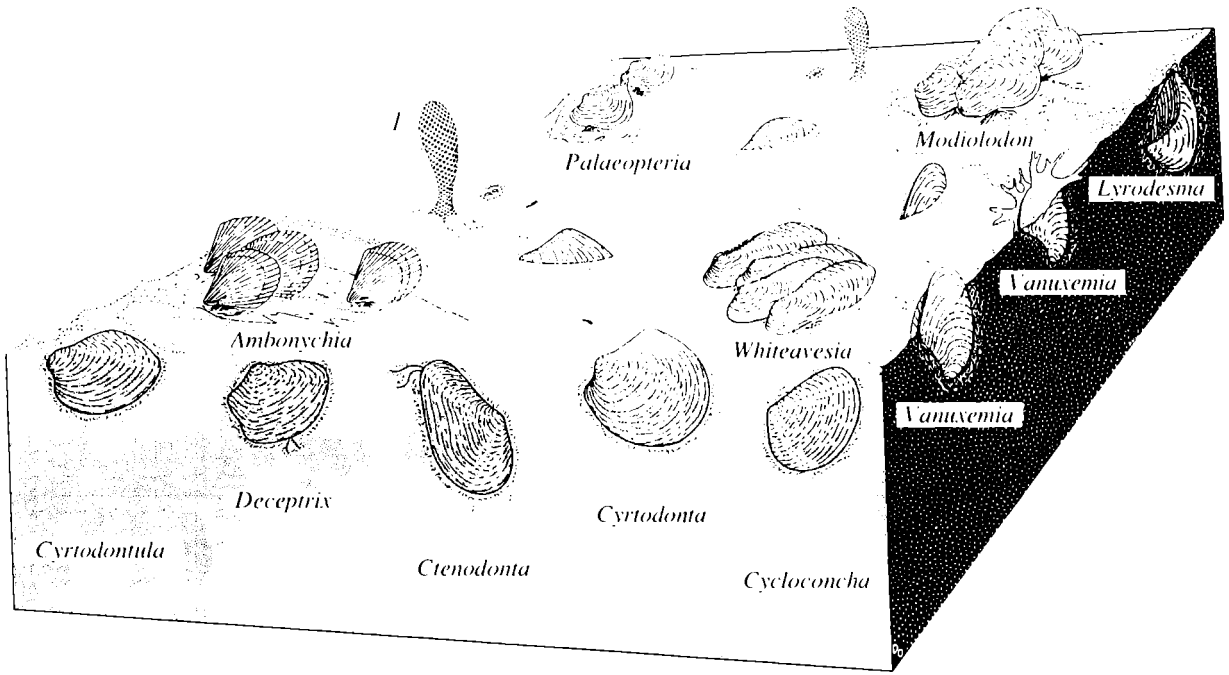 Palaeopteria
Modiolodon
Lyrodesma
Vanuxemia
Ambonychia
Whiteavesia
Vanuxemia
Deceptrix
Cyrtodonta
Cyrtodontula
Ctenodonta
Cycloconcha